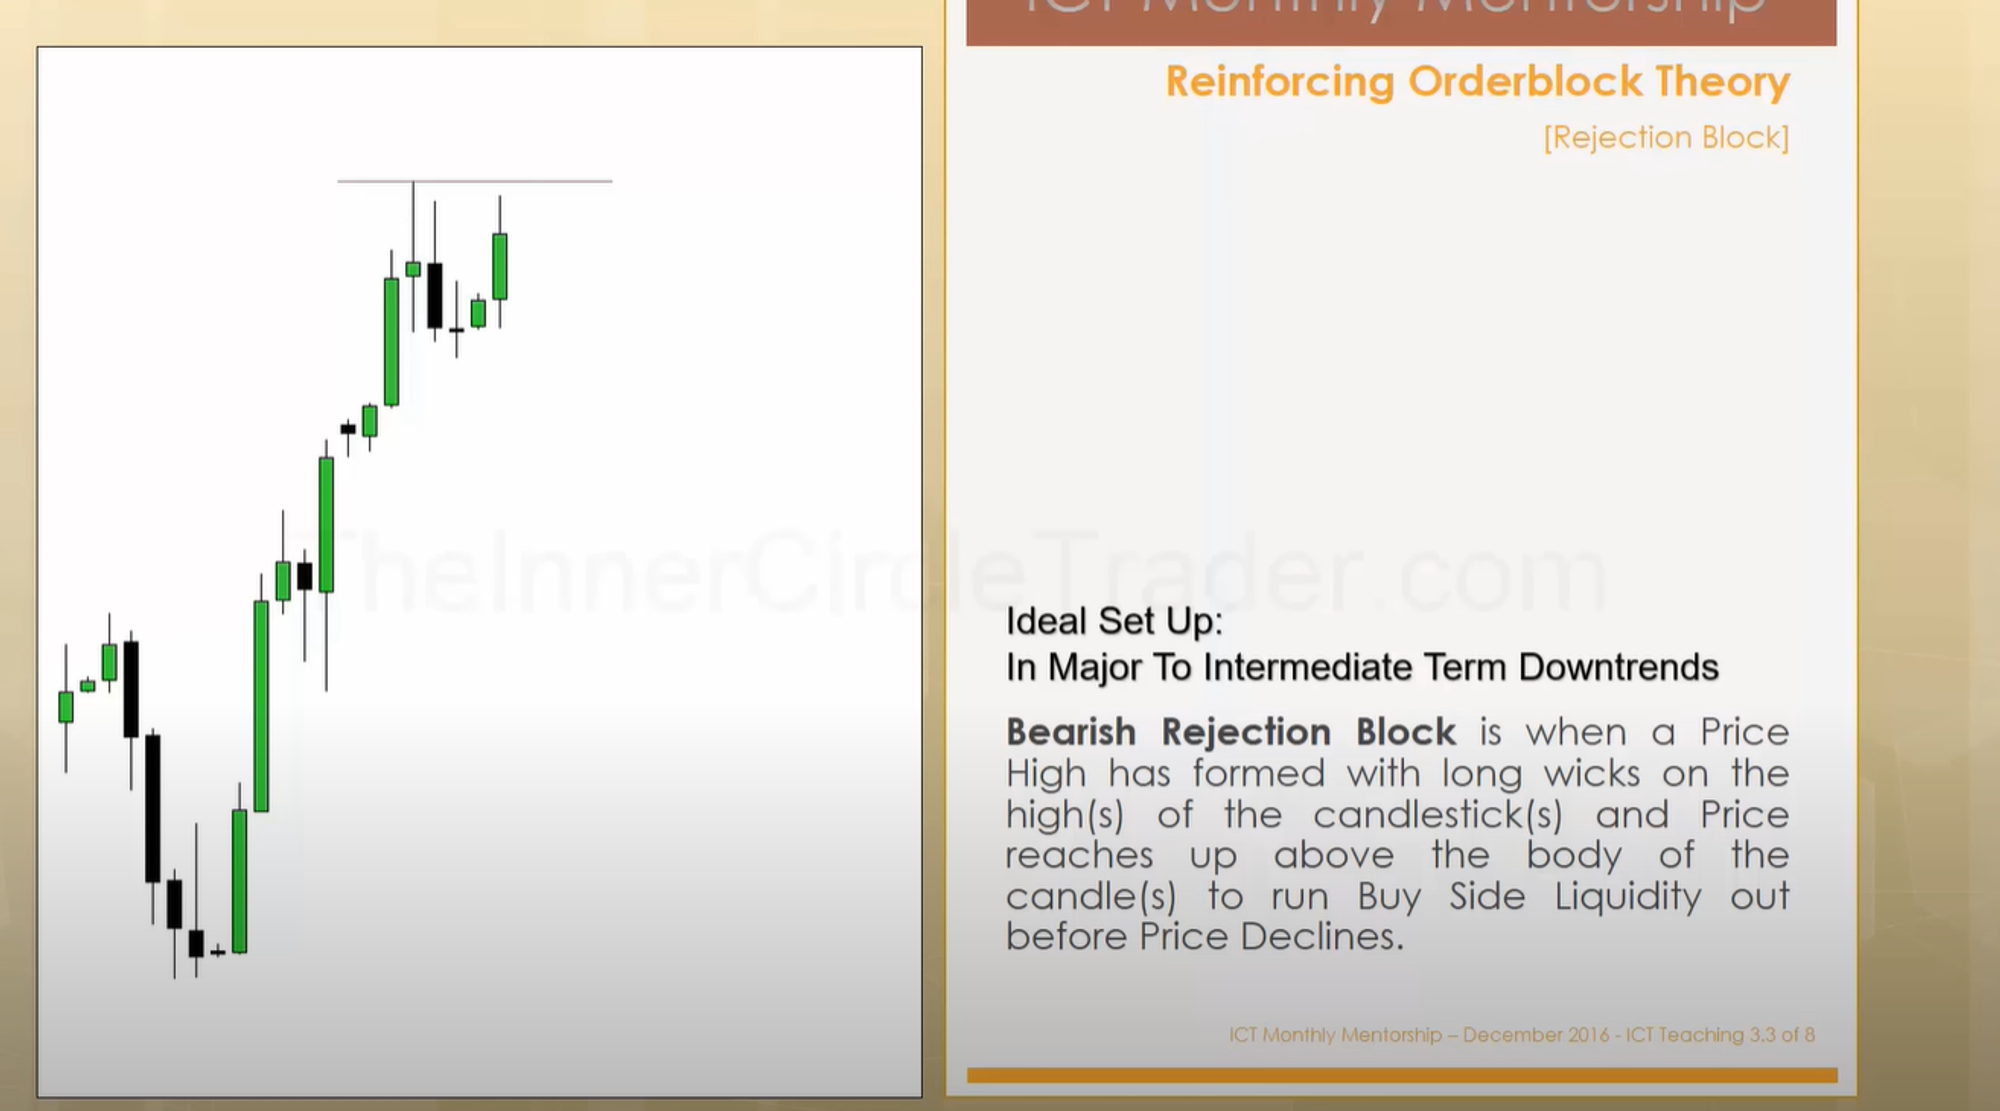 ICT Monthly Mentorship
Reinforcing Orderblock Theory
[Rejection Block]
TheInnerCircleTrader.com
Ideal Set Up:
In Major To Intermediate Term Downtrends
Bearish Rejection Block is when a Price
High has formed with long wicks on the
high(s) of the candlestick(s) and Price
reaches up above the body of the
candle(s) to run Buy Side Liquidity out
before Price Declines.
ICT Monthly Mentorship – December 2016 - ICT Teaching 3.3 of 8